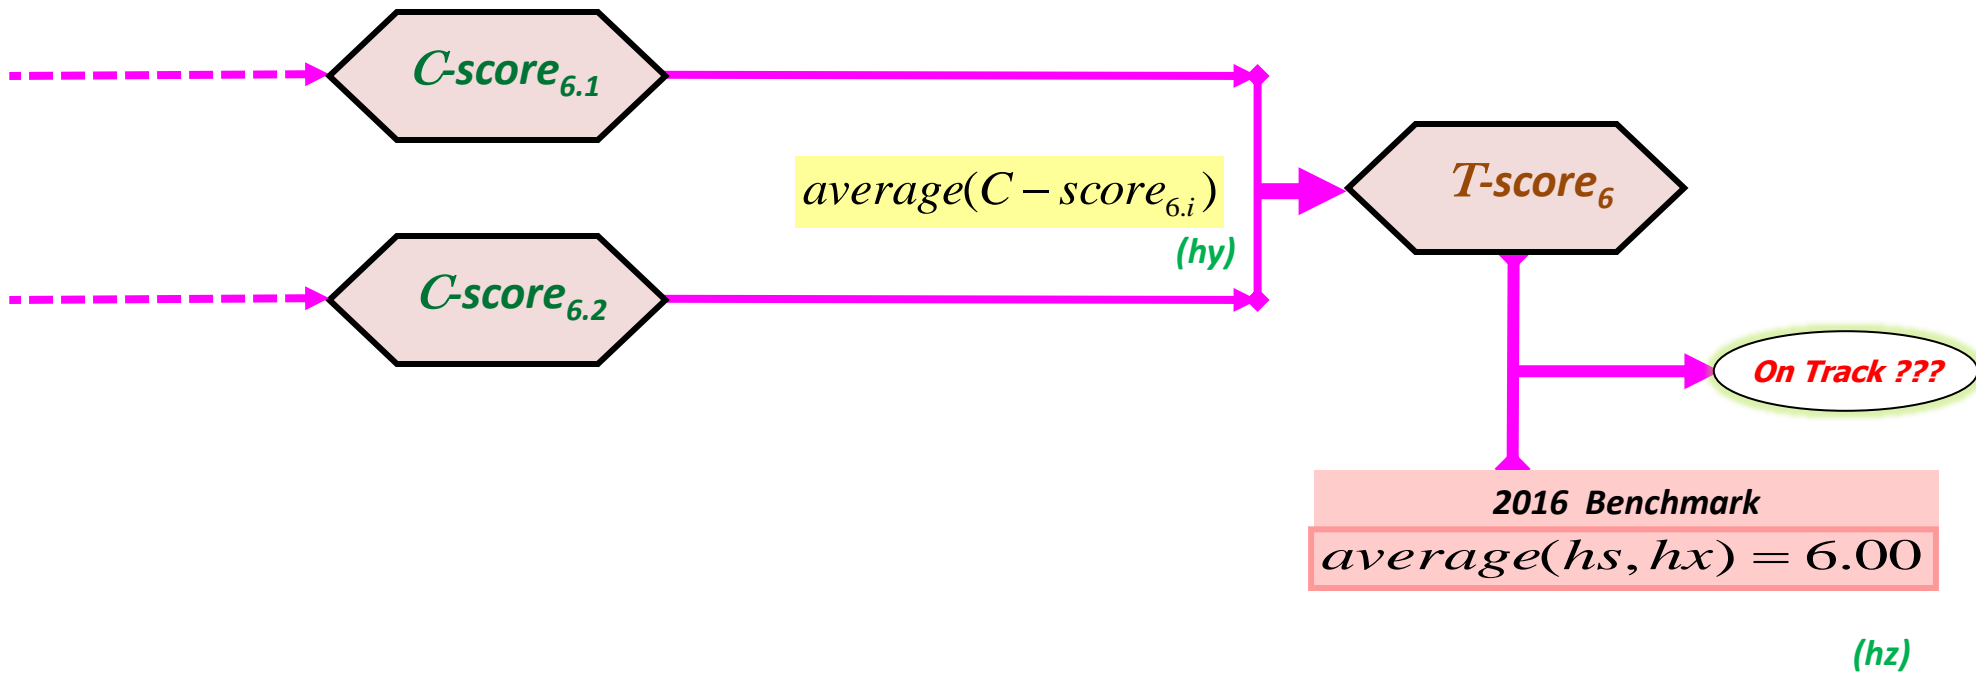 C-score6.1
average(C − score6.i)
(hy)
C-score6.2
T-score6
On Track ???
2016 Benchmark
average(hs, hx) = 6.00
(hz)